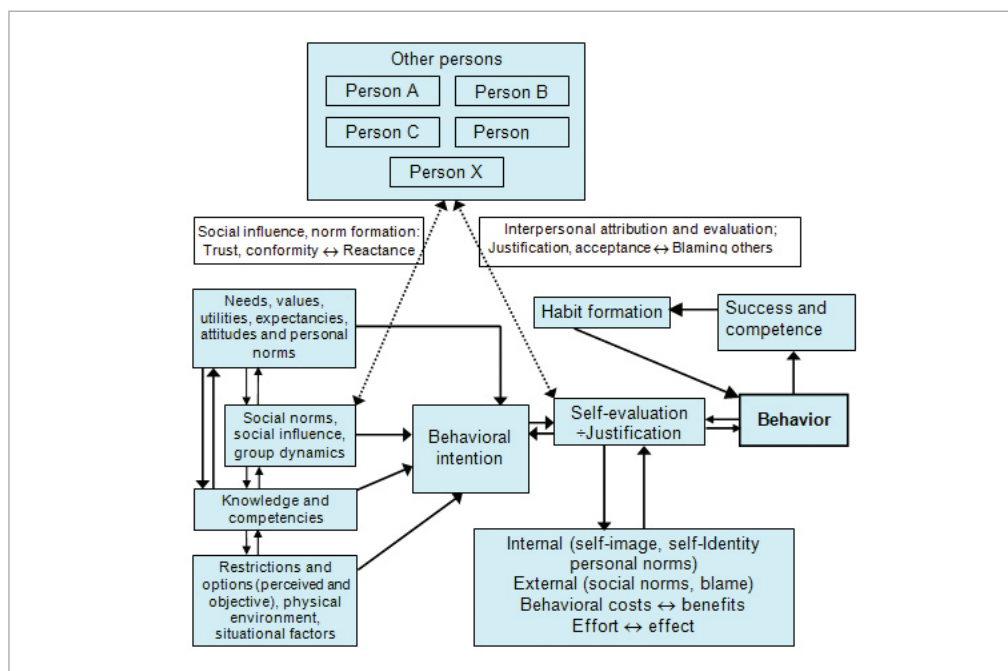 Other persons
Person A
Person B
Person C
Person
Person X
Social influence, norm formation:
Trust, conformity ↔ Reactance
Interpersonal attribution and evaluation;
Justification, acceptance ↔ Blaming others
Needs, values,
utilities, expectancies,
attitudes and personal
norms
Habit formation
Success and
competence
Social norms,
social influence,
group dynamics
Behavioral
intention
Self-evaluation
÷Justification
Behavior
Knowledge and
competencies
Restrictions and
options (perceived and
objective), physical
environment,
situational factors
Internal (self-image, self-Identity
personal norms)
External (social norms, blame)
Behavioral costs ↔ benefits
Effort ↔ effect